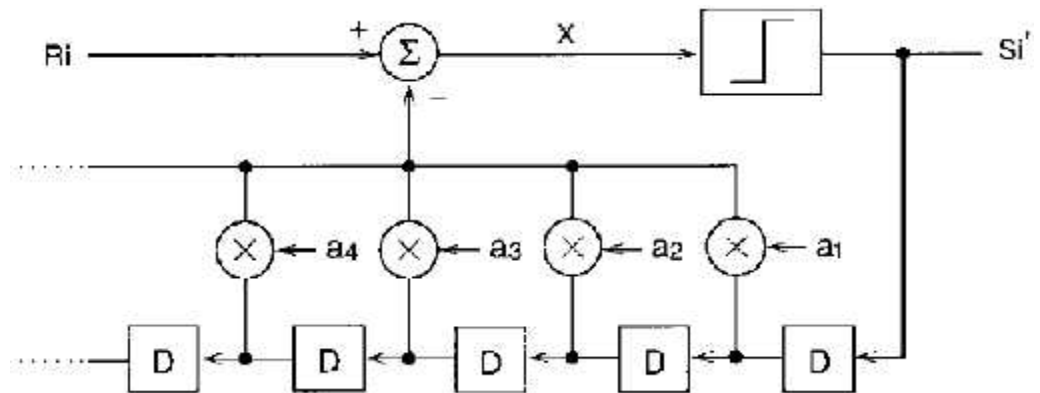 Ri + Σ X Si'
−
× a4 × a3 × a2 × a1
D D D D D